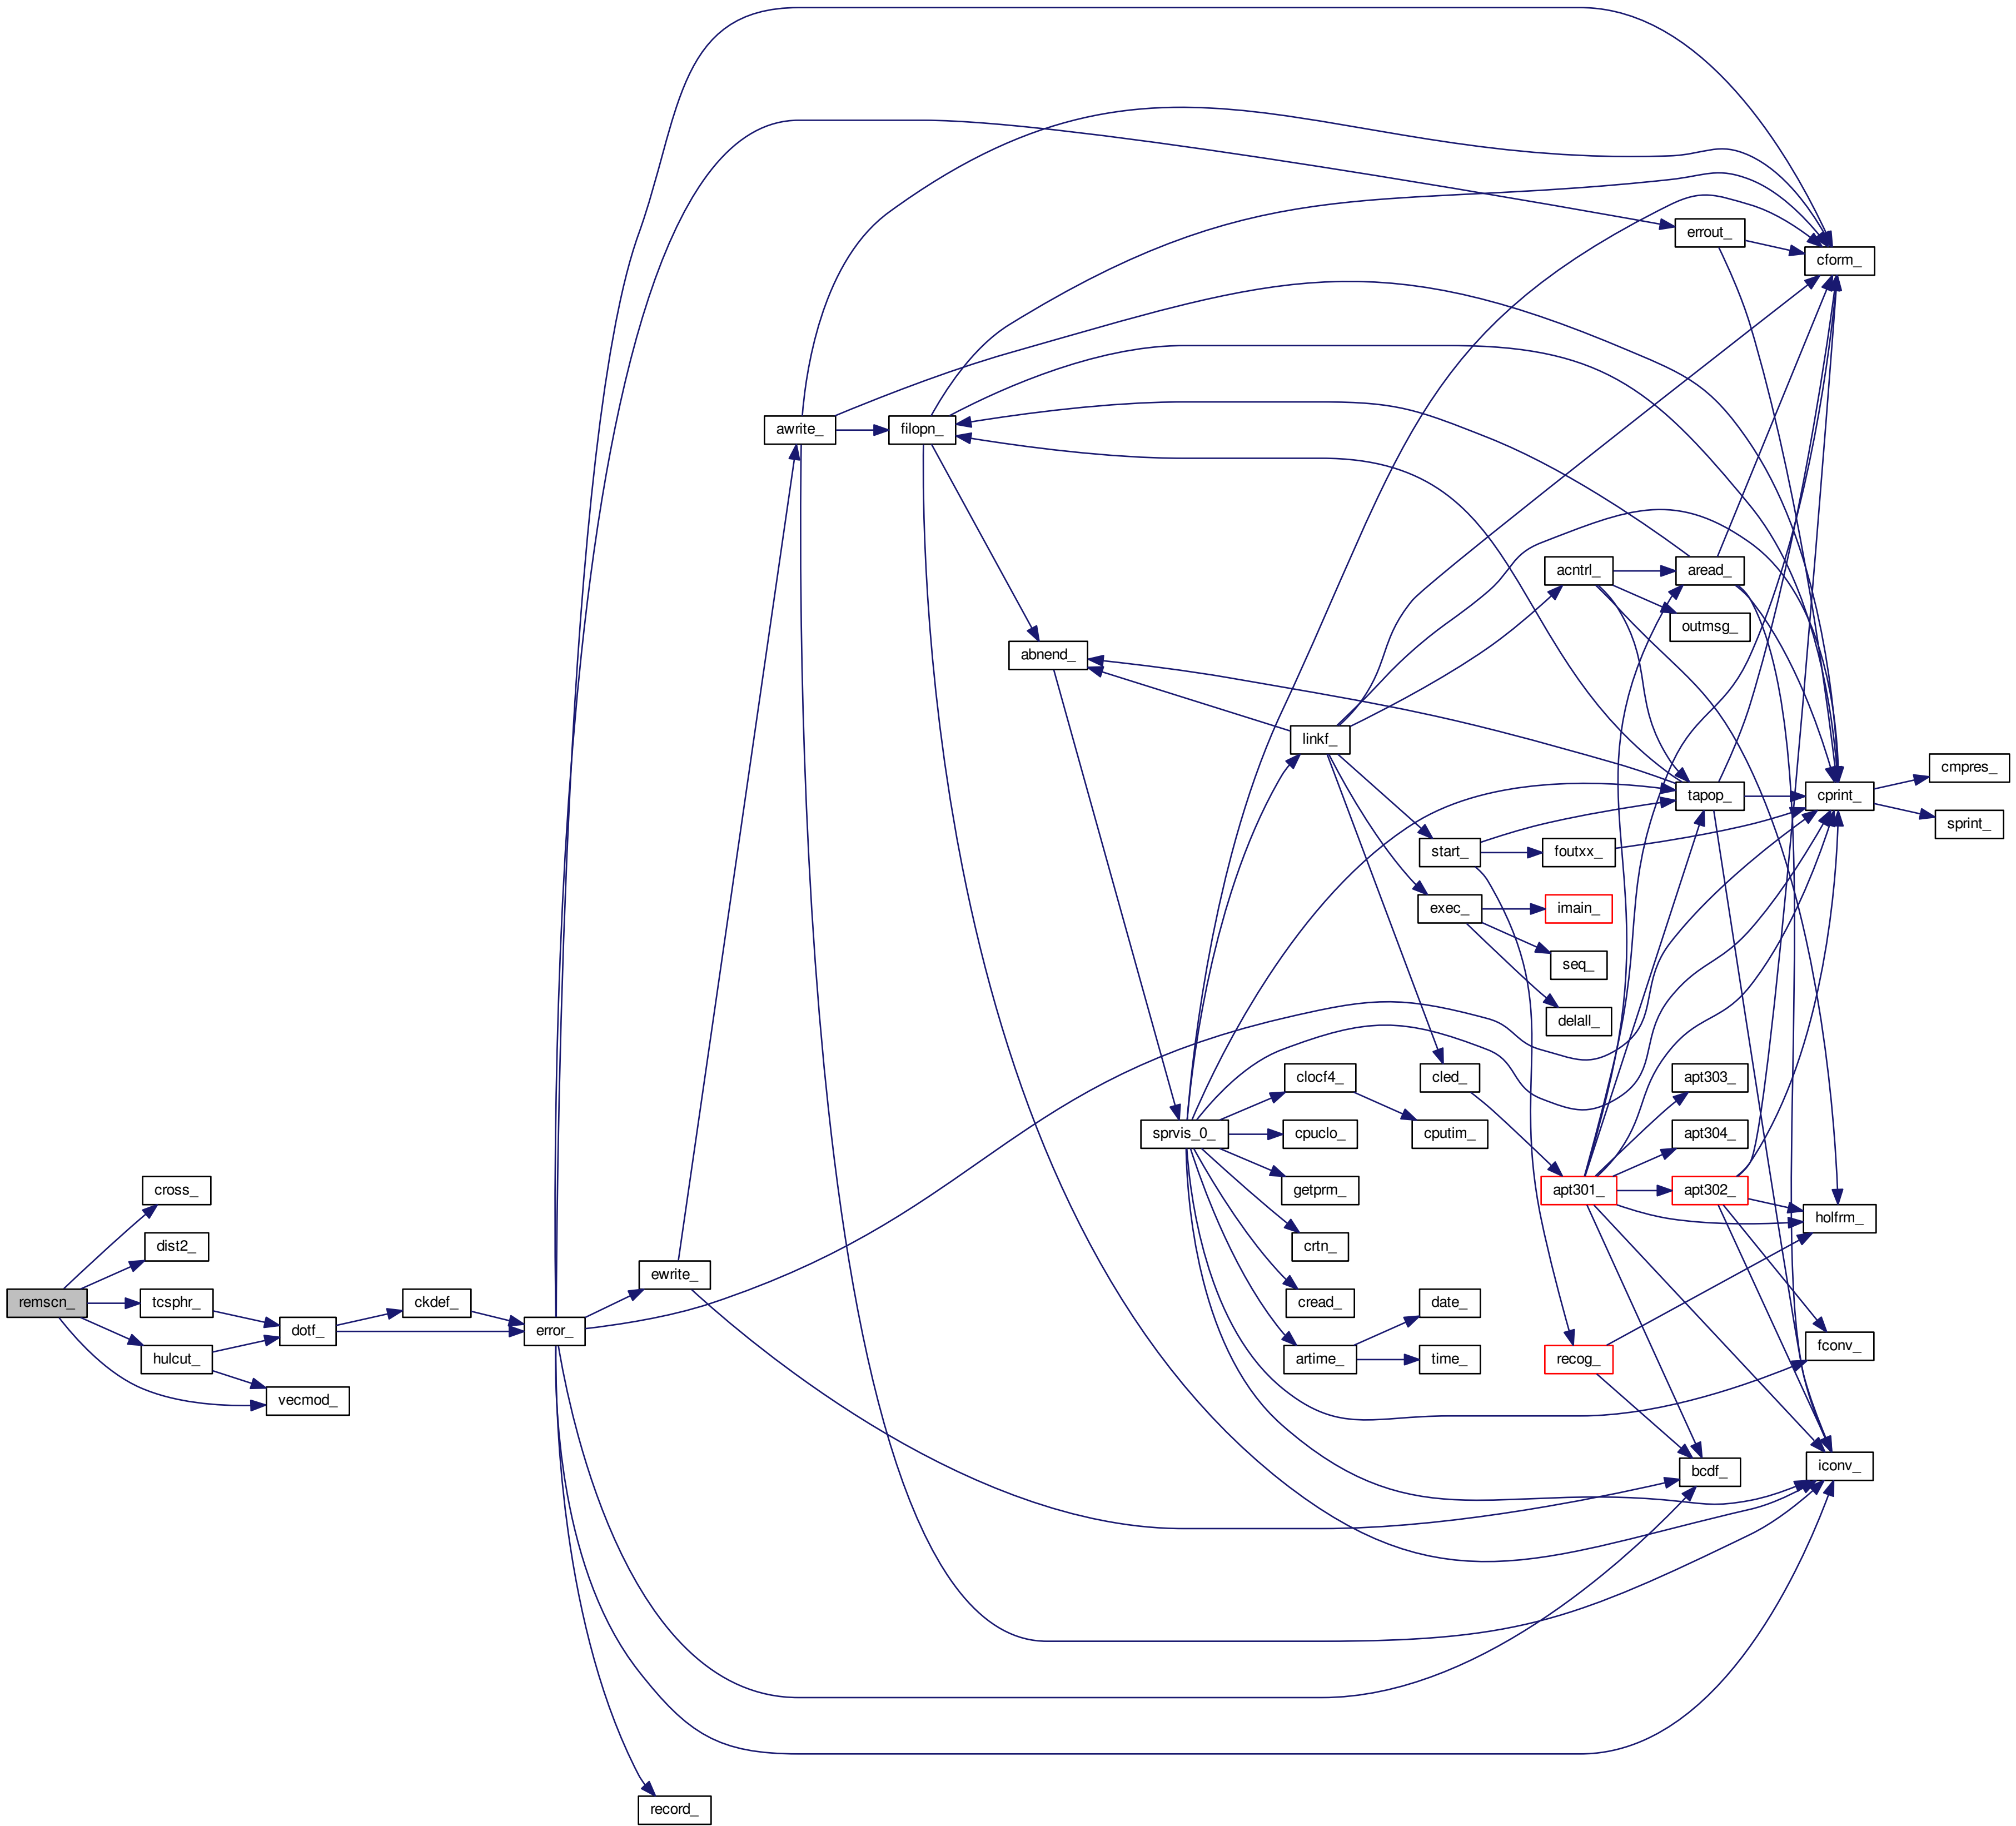 errout_
cform_
awrite_
filopn_
acntrl_
aread_
outmsg_
abnend_
linkf_
cmpres_
tapop_
cprint_
sprint_
start_
foutxx_
exec_
imain_
seq_
delall_
clocf4_
cled_
apt303_
sprvis_0_
cpuclo_
cputim_
apt304_
cross_
getprm_
apt301_
apt302_
holfrm_
dist2_
crtn_
ewrite_
remscn_
tcsphr_
ckdef_
cread_
date_
dotf_
error_
fconv_
hulcut_
artime_
time_
recog_
vecmod_
bcdf_
iconv_
record_